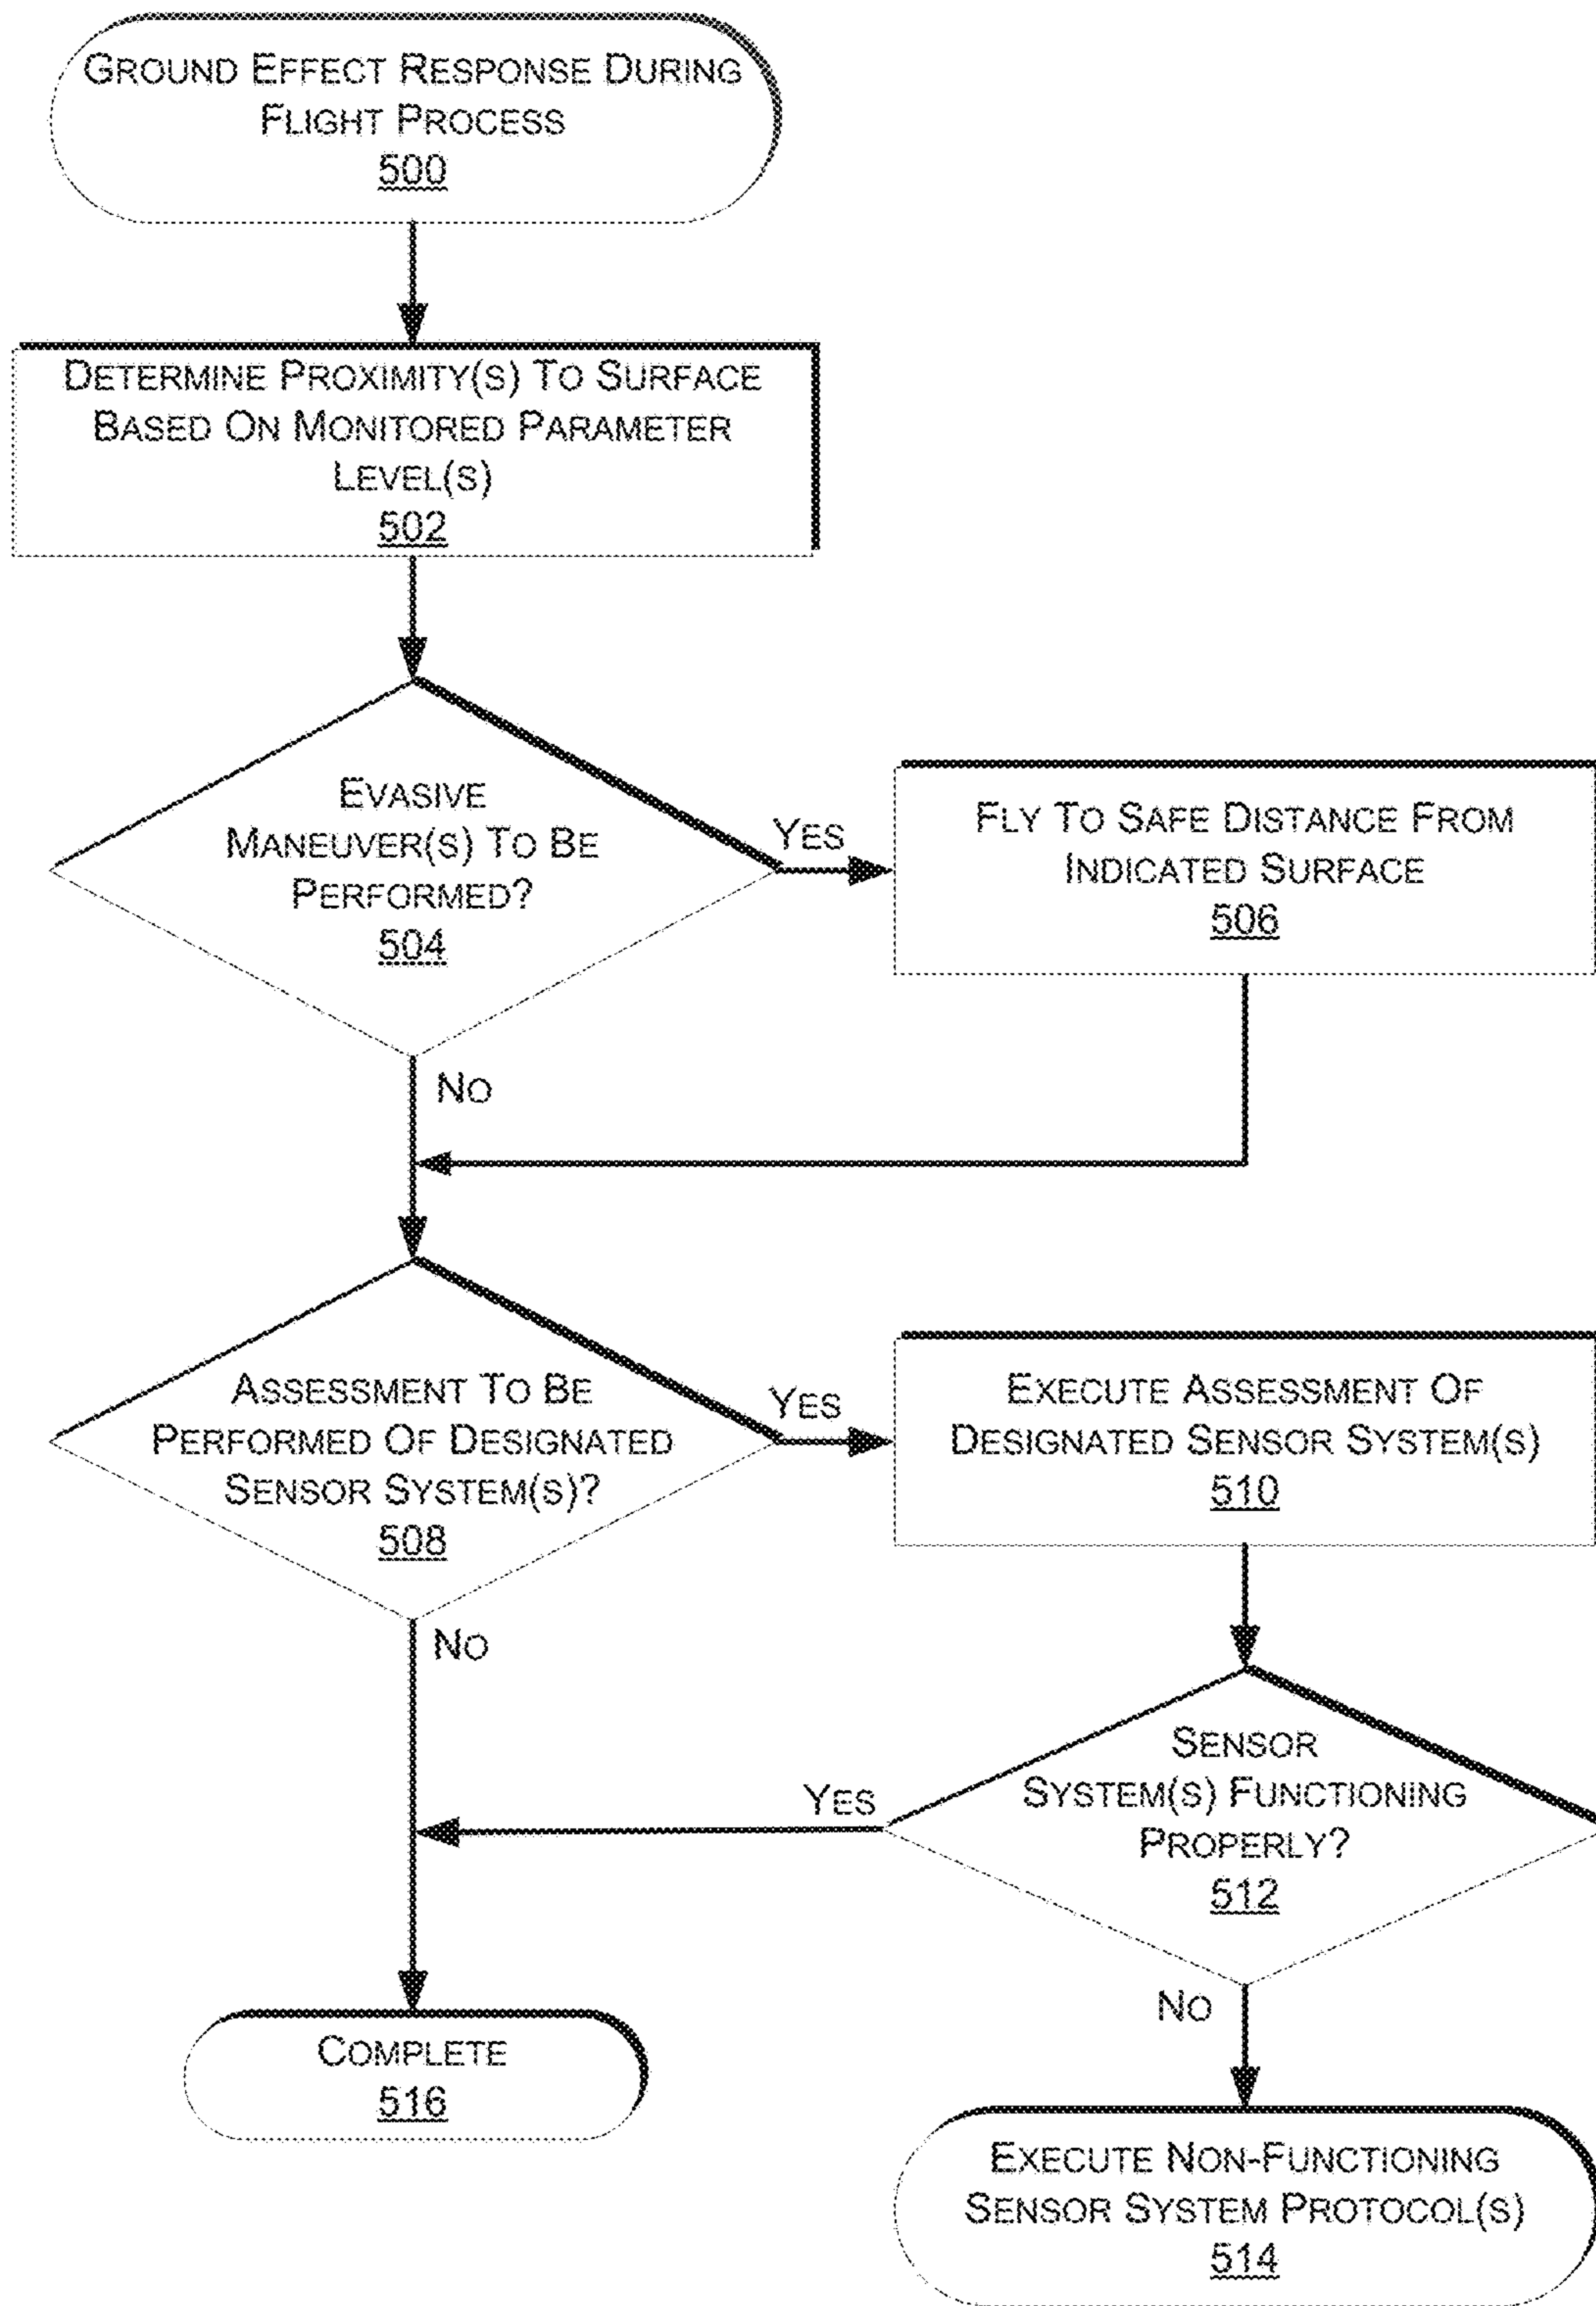 GROUND EFFECT RESPONSE DURING
FLIGHT PROCESS
500
DETERMINE PROXIMITY(S) TO SURFACE
BASED ON MONITORED PARAMETER
LEVEL(S)
502
EVASIVE
MANEUVER(S) TO BE
PERFORMED?
504
YES
FLY TO SAFE DISTANCE FROM
INDICATED SURFACE
506
NO
ASSESSMENT TO BE
PERFORMED OF DESIGNATED
SENSOR SYSTEM(S)?
508
YES
EXECUTE ASSESSMENT OF
DESIGNATED SENSOR SYSTEM(S)
510
NO
SENSOR
SYSTEM(S) FUNCTIONING
PROPERLY?
512
YES
NO
COMPLETE
516
EXECUTE NON-FUNCTIONING
SENSOR SYSTEM PROTOCOL(S)
514